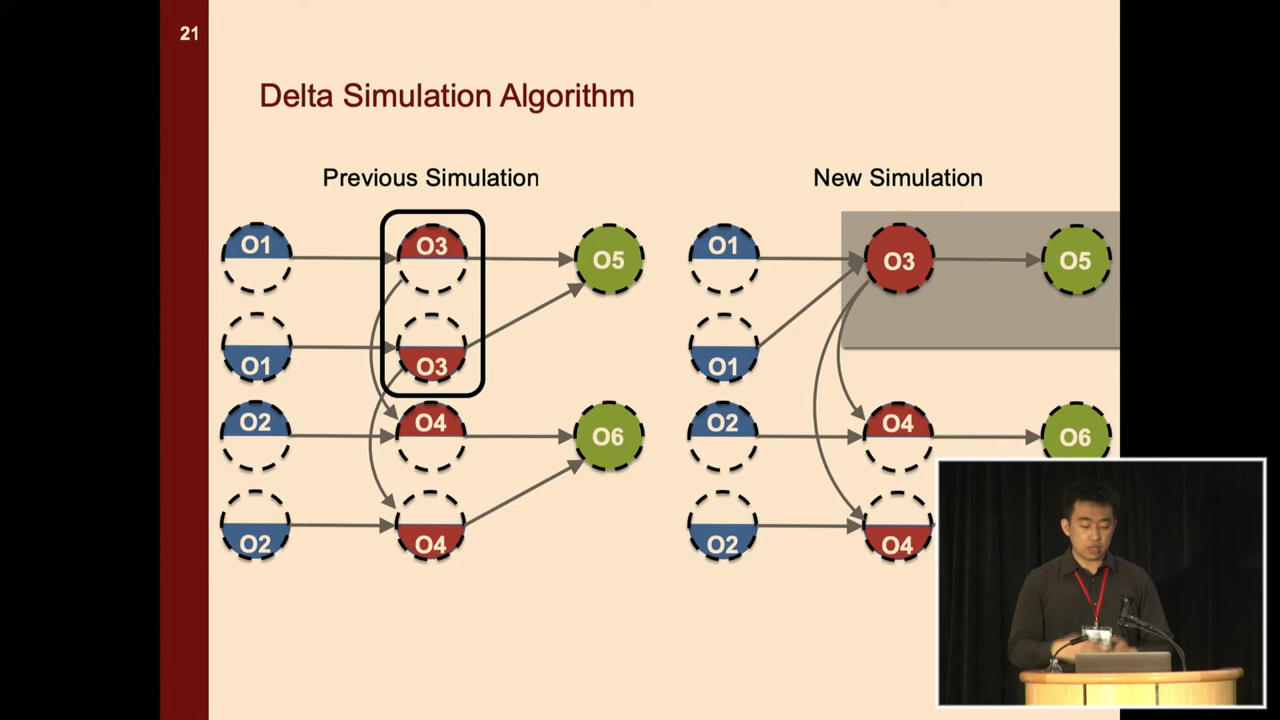 21
Delta Simulation Algorithm
Previous Simulation
New Simulation
O1
O3
O5
O1
O3
O2
O4
O6
O2
O4
O1
O3
O5
O1
O2
O4
O6
O2
O4